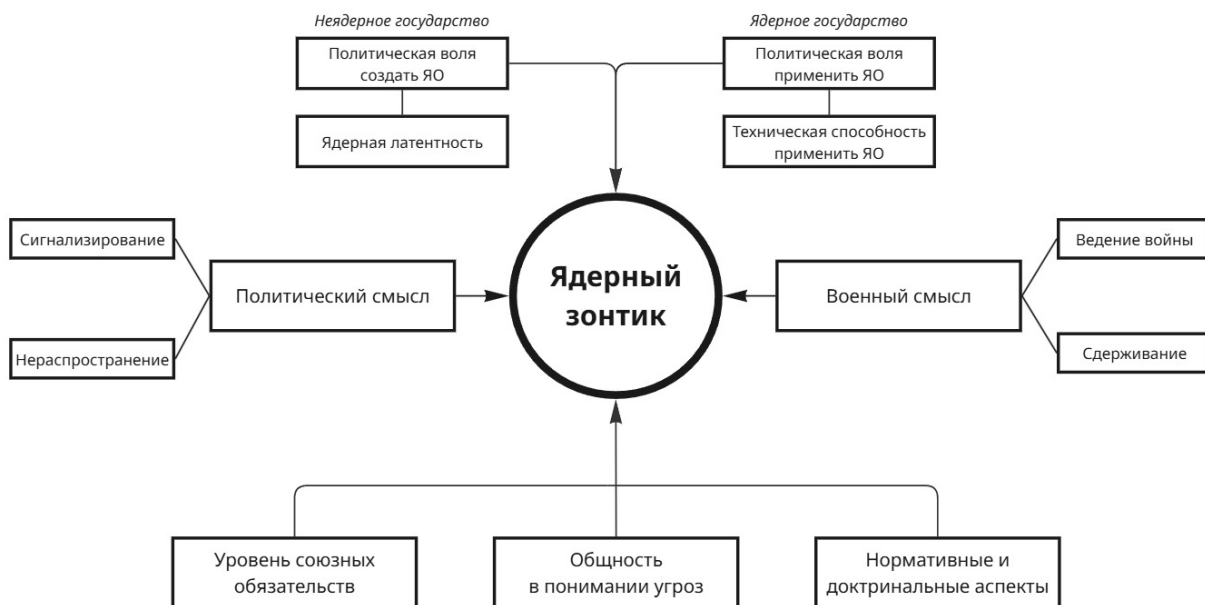 Неядерное государство
Ядерное государство
Политическая воля
создать ЯО
Политическая воля
применить ЯО
Ядерная латентность
Техническая способность
применить ЯО
Сигнализирование
Ведение войны
Политический смысл
Ядерный
зонтик
Военный смысл
Нераспространение
Сдерживание
Уровень союзных
обязательств
Общность
в понимании угроз
Нормативные и
доктринальные аспекты